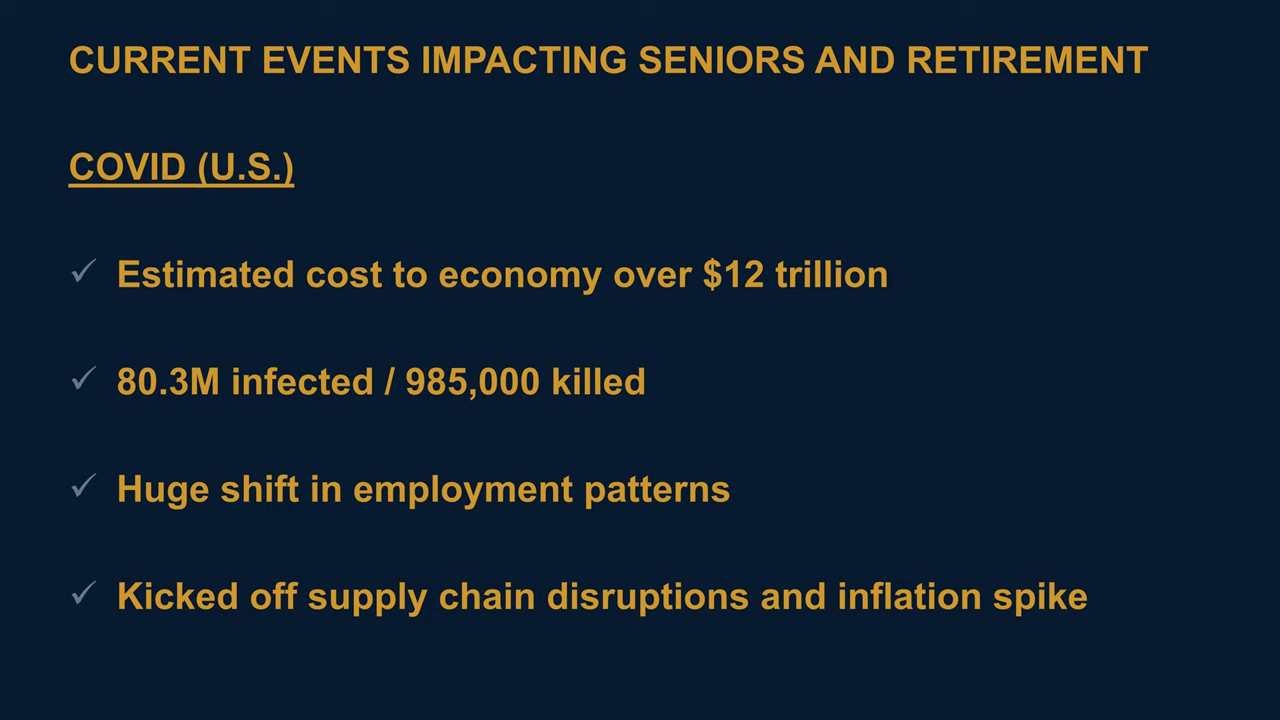 CURRENT EVENTS IMPACTING SENIORS AND RETIREMENT
COVID (U.S.)
✓ Estimated cost to economy over $12 trillion
✓ 80.3M infected / 985,000 killed
✓ Huge shift in employment patterns
✓ Kicked off supply chain disruptions and inflation spike